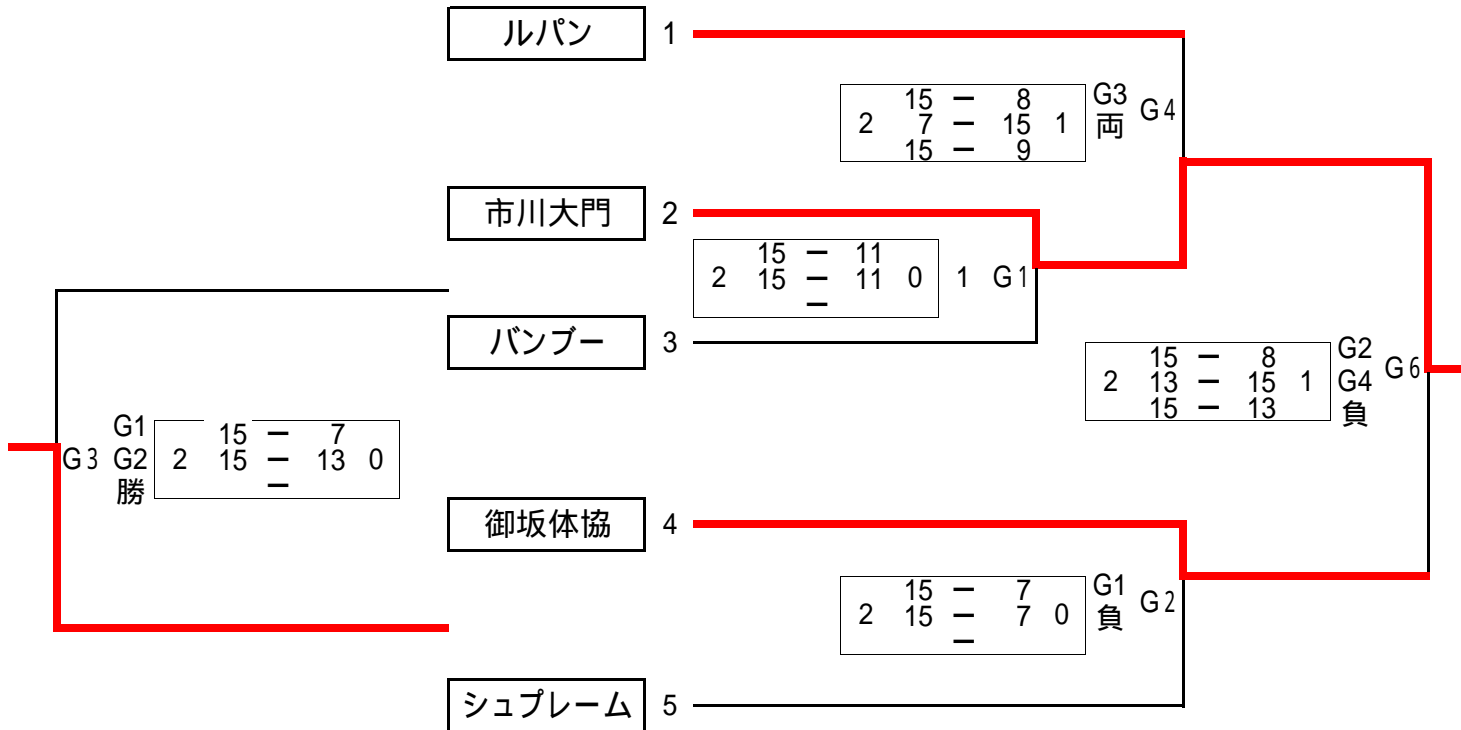 ルパン 1
15 ー 8 G3
2 7 ー 15 1 両 G4
15 ー 9
市川大門 2
15 ー 11
2 15 ー 11 0 1 G1
ー
バンブー 3
15 ー 8 G2
2 13 ー 15 1 G4 G6
15 ー 13 負
G1 15 ー 7
G3 G2 2 15 ー 13 0
勝 ー
御坂体協 4
15 ー 7 G1
2 15 ー 7 0 負 G2
ー
シュプレーム 5